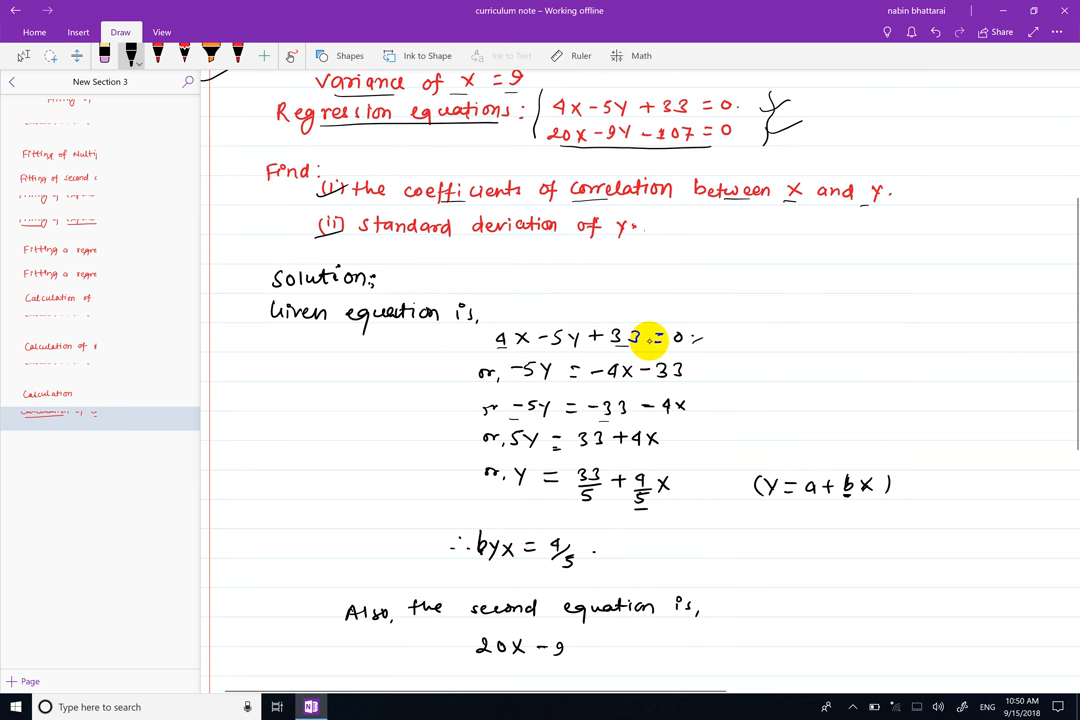 curriculum note – Working offline
nabin bhattarai
Home Insert Draw View
Share
Shapes Ink to Shape Ink to Text Ruler Math
New Section 3
Fitting of Multi
Fitting of second
Fitting a regre
Fitting a regre
Calculation of
Calculation of
Calculation
+ Page
Variance of x = 9
Regression equations : 4X - 5Y + 33 = 0.
20X - 9Y - 107 = 0
Find :
(i) the coefficients of correlation between X and Y.
(ii) standard deviation of Y.
Solution:
Given equation is,
4X - 5Y + 33 = 0
or, -5Y = -4X - 33
or -5Y = -33 - 4X
or, 5Y = 33 + 4X
or, Y = 33/5 + 4/5 X (Y = a + bX)
∴ bYX = 4/5 .
Also, the second equation is,
20X - 9
Type here to search
ENG
10:50 AM
9/15/2018